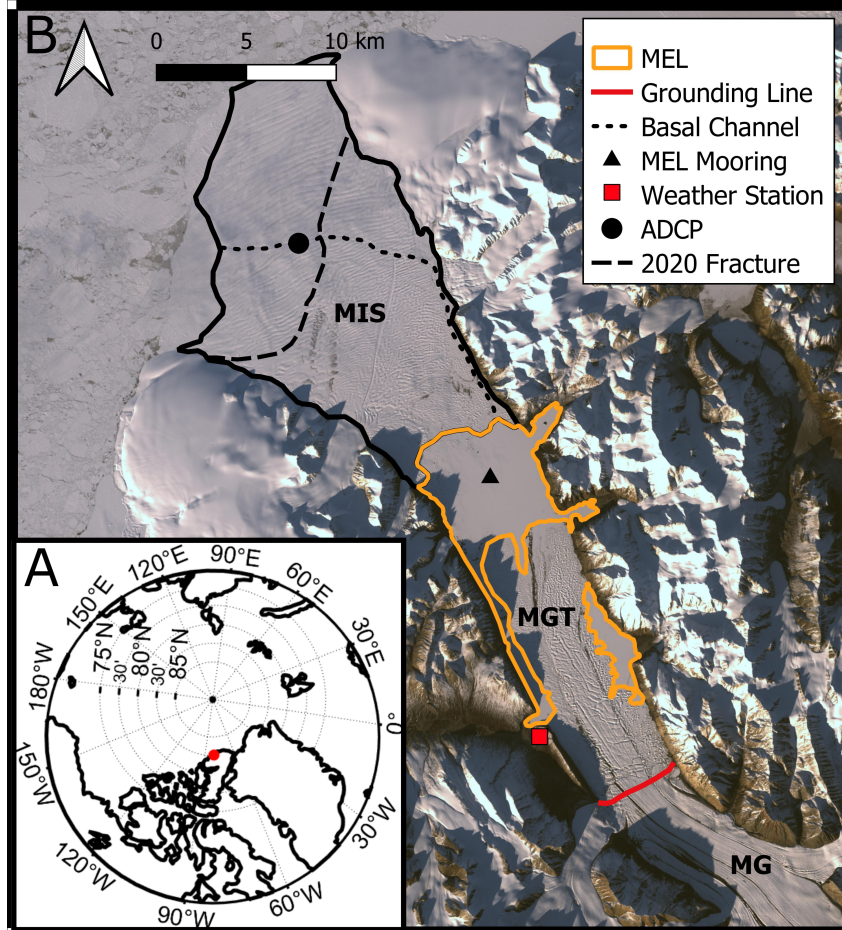 B
0 5 10 km
MEL
Grounding Line
Basal Channel
MEL Mooring
Weather Station
ADCP
2020 Fracture
MIS
MGT
MG
A
120°E
90°E
60°E
150°E
30°E
180°W
75°N
30'
80°N
30'
85°N
0°
150°W
30°W
120°W
60°W
90°W